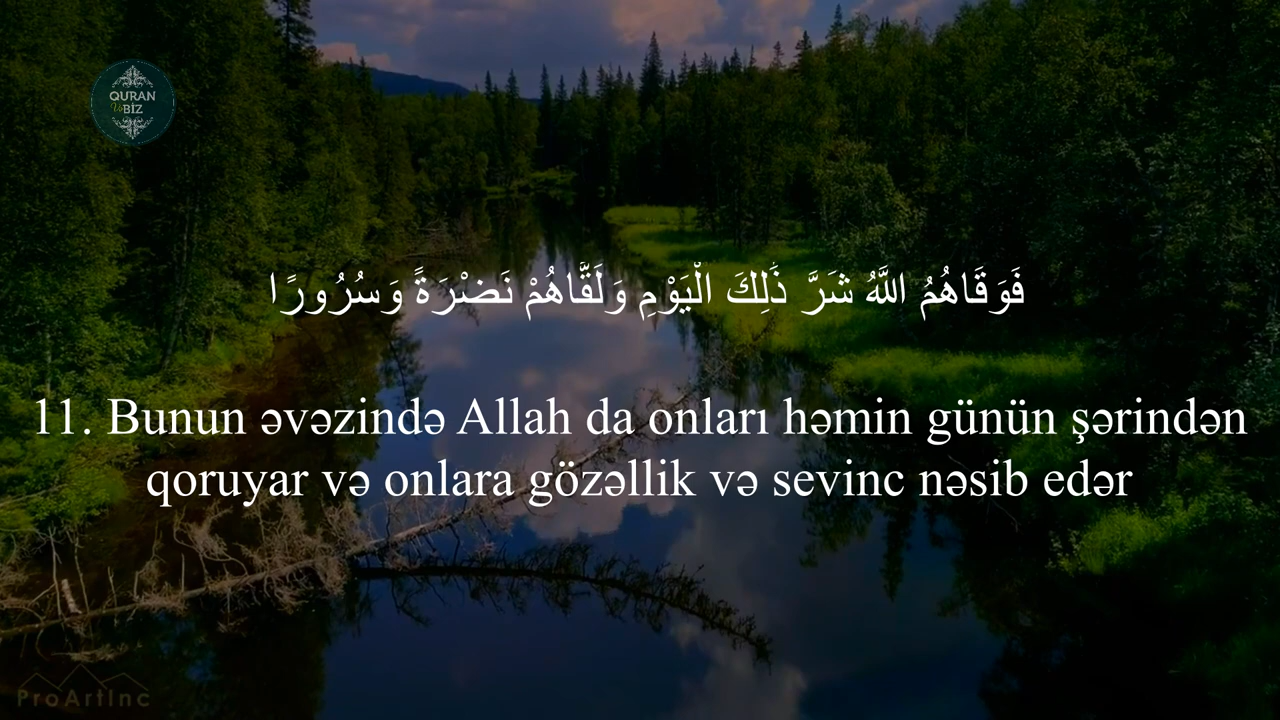 QURAN
Və BİZ
فَوَقَاهُمُ اللَّهُ شَرَّ ذَٰلِكَ الْيَوْمِ وَلَقَّاهُمْ نَضْرَةً وَسُرُورًا
11. Bunun əvəzində Allah da onları həmin günün şərindən
qoruyar və onlara gözəllik və sevinc nəsib edər
ProArtInc